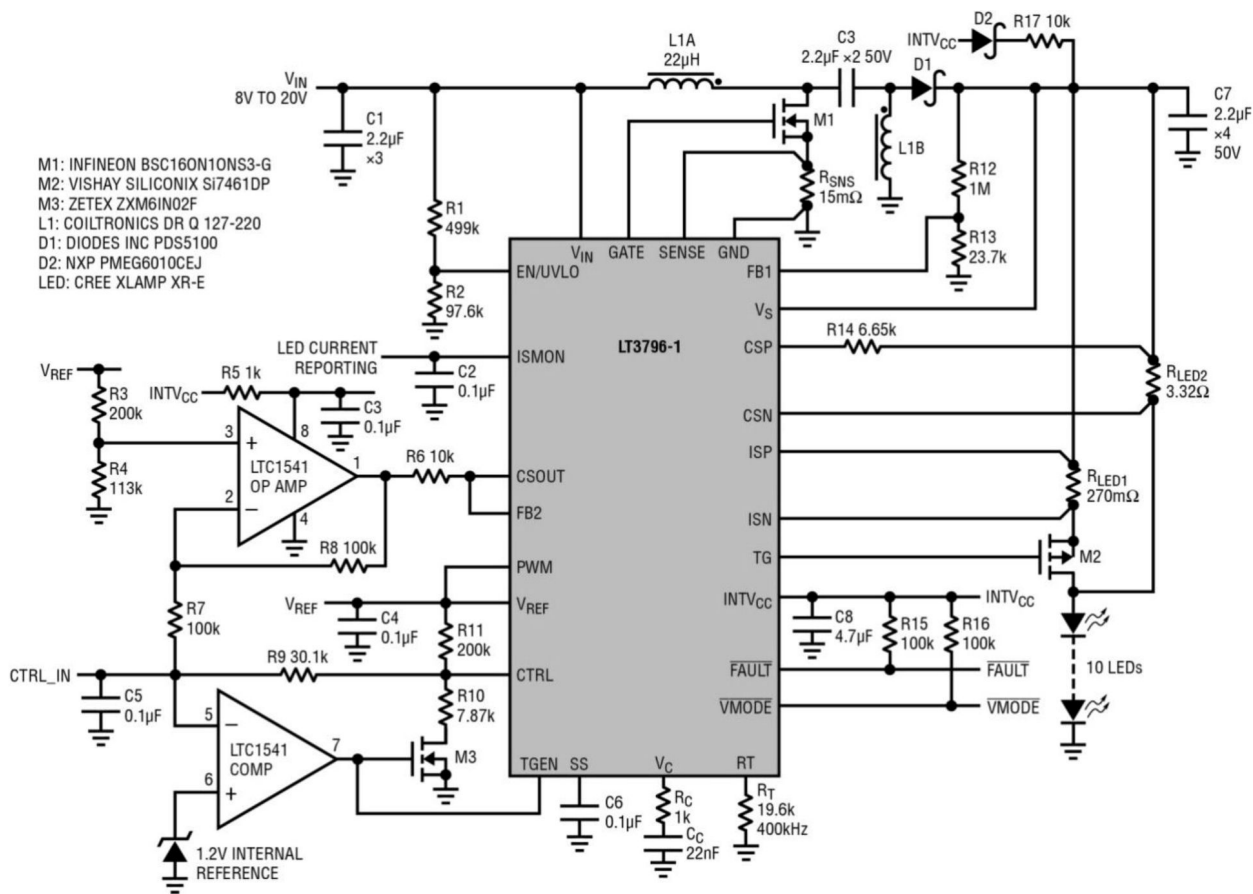 D2
R17 10k
INTVCC
L1A
22µH
C3
2.2µF ×2 50V
D1
VIN
8V TO 20V
C1
2.2µF
×3
M1
L1B
C7
2.2µF
×4
50V
M1: INFINEON BSC16ON1ONS3-G
M2: VISHAY SILICONIX Si7461DP
M3: ZETEX ZXM6IN02F
L1: COILTRONICS DR Q 127-220
D1: DIODES INC PDS5100
D2: NXP PMEG6010CEJ
LED: CREE XLAMP XR-E
R1
499k
RSNS
15mΩ
R12
1M
R13
23.7k
VIN
GATE
SENSE
GND
EN/UVLO
FB1
R2
97.6k
VS
LT3796-1
LED CURRENT
REPORTING
ISMON
CSP
R14 6.65k
C2
0.1µF
RLED2
3.32Ω
VREF
R3
200k
R5 1k
INTVCC
C3
0.1µF
CSN
3
+
8
LTC1541
OP AMP
1
2
–
4
R4
113k
R6 10k
CSOUT
FB2
ISP
RLED1
270mΩ
ISN
R8 100k
PWM
TG
M2
R7
100k
VREF
C4
0.1µF
VREF
R11
200k
INTVCC
INTVCC
C8
4.7µF
R15
100k
R16
100k
CTRL_IN
R9 30.1k
CTRL
FAULT
FAULT
10 LEDs
C5
0.1µF
R10
7.87k
VMODE
VMODE
5
–
LTC1541
COMP
7
6
+
M3
TGEN
SS
VC
RT
C6
0.1µF
RC
1k
CC
22nF
RT
19.6k
400kHz
1.2V INTERNAL
REFERENCE